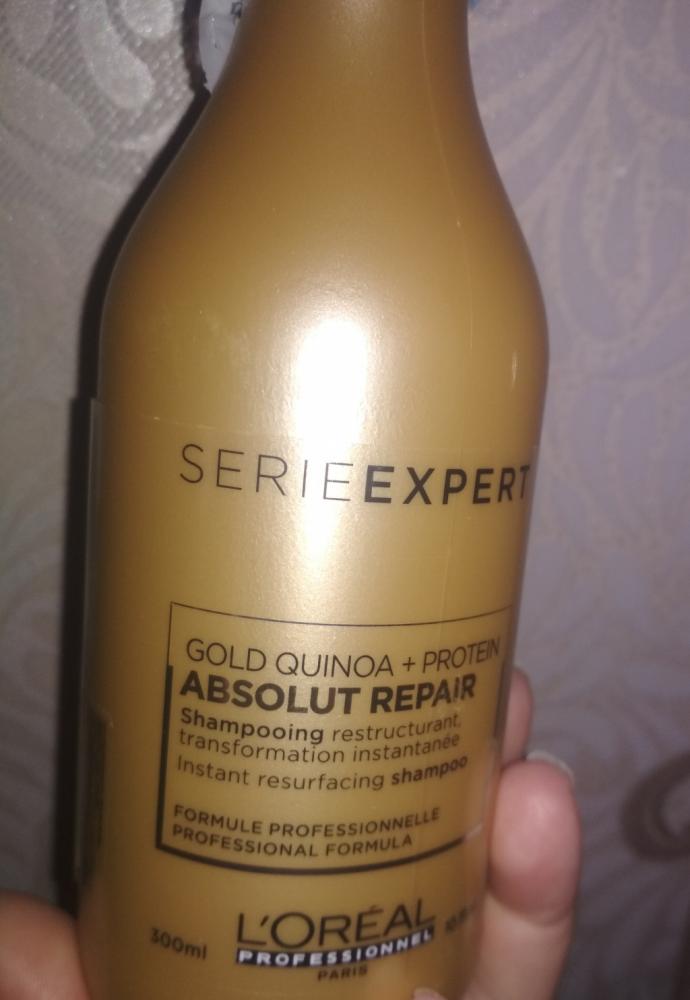 SERIEEXPERT
GOLD QUINOA + PROTEIN
ABSOLUT REPAIR
Shampooing restructurant,
transformation instantanée
Instant resurfacing shampoo
FORMULE PROFESSIONNELLE
PROFESSIONAL FORMULA
300ml
L'ORÉAL
PROFESSIONNEL
PARIS